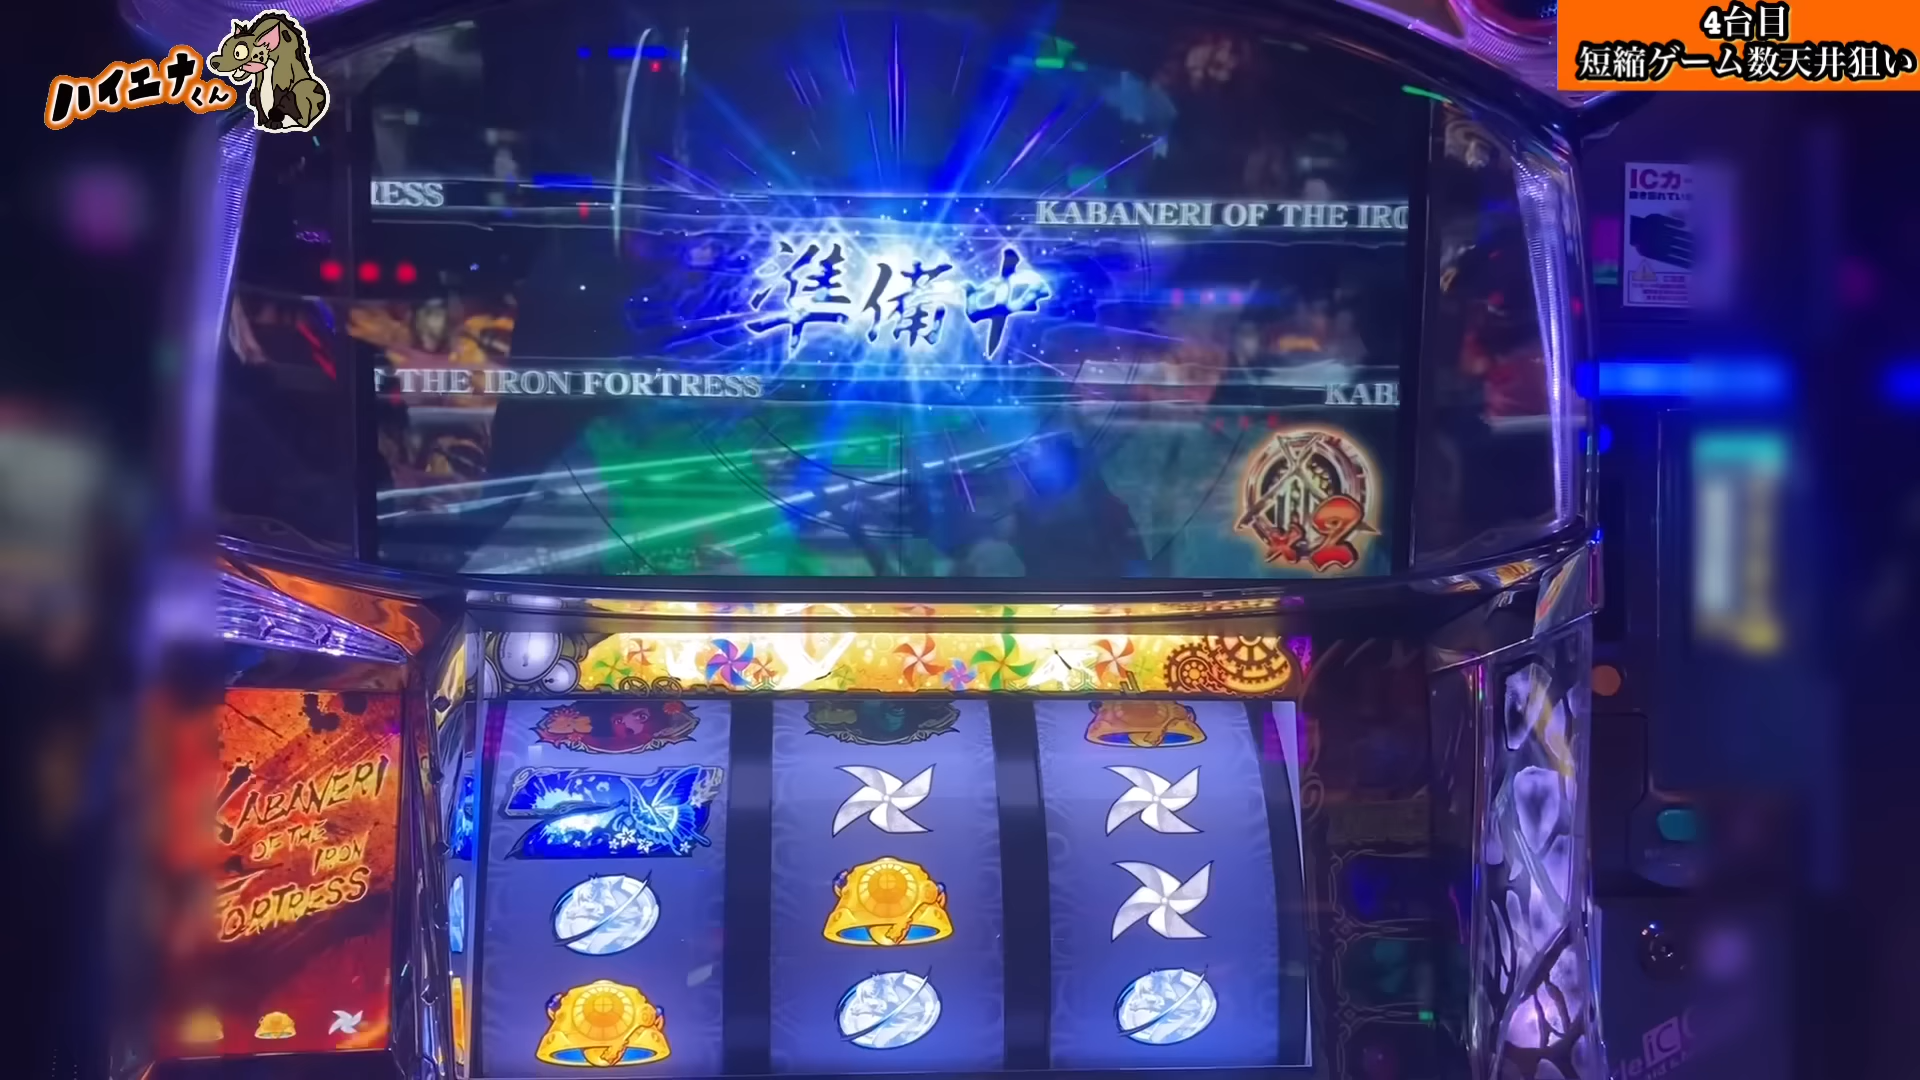 ハイエナくん
4台目
短縮ゲーム数天井狙い
ICカー
RESS
KABANERI OF THE IRO
準備中
THE IRON FORTRESS
KAB
×2
KABANERI
OF THE
IRON
FORTRESS